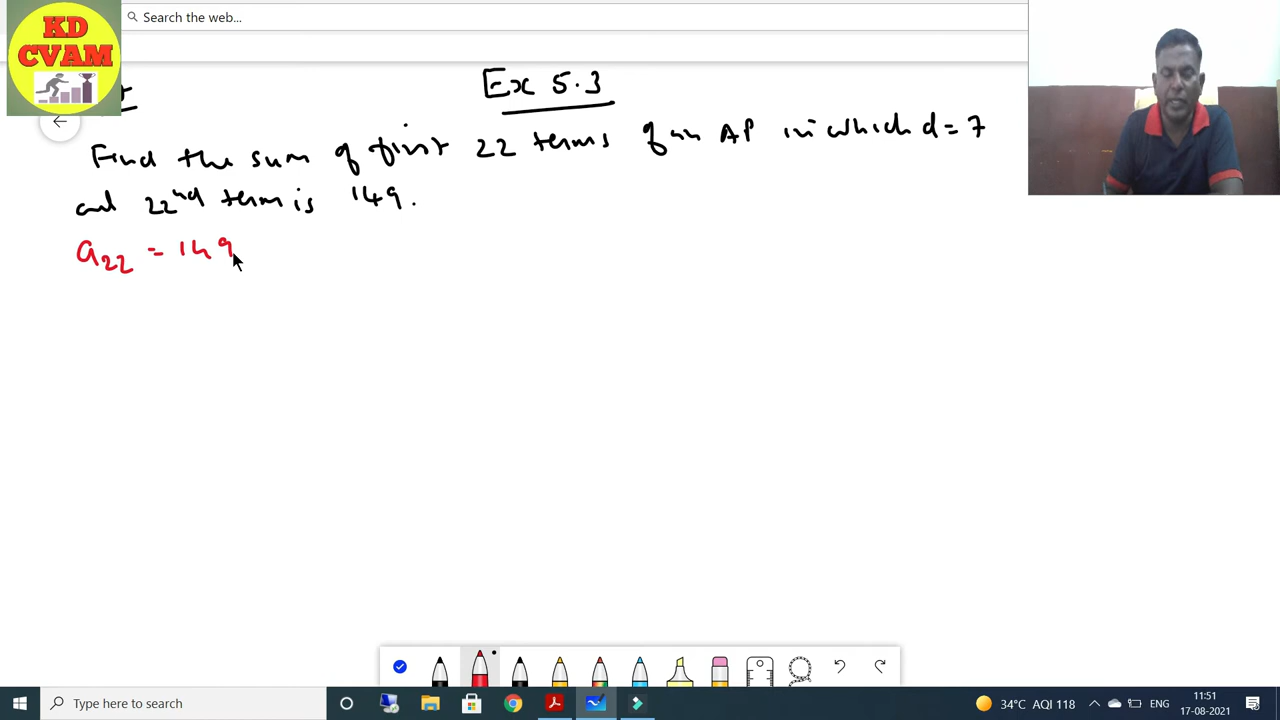 KD
CVAM
Search the web...
Ex 5.3
Find the sum of first 22 terms of an AP in which d = 7
and 22nd term is 149.
a22 = 149
Type here to search
34°C AQI 118
ENG
11:51
17-08-2021